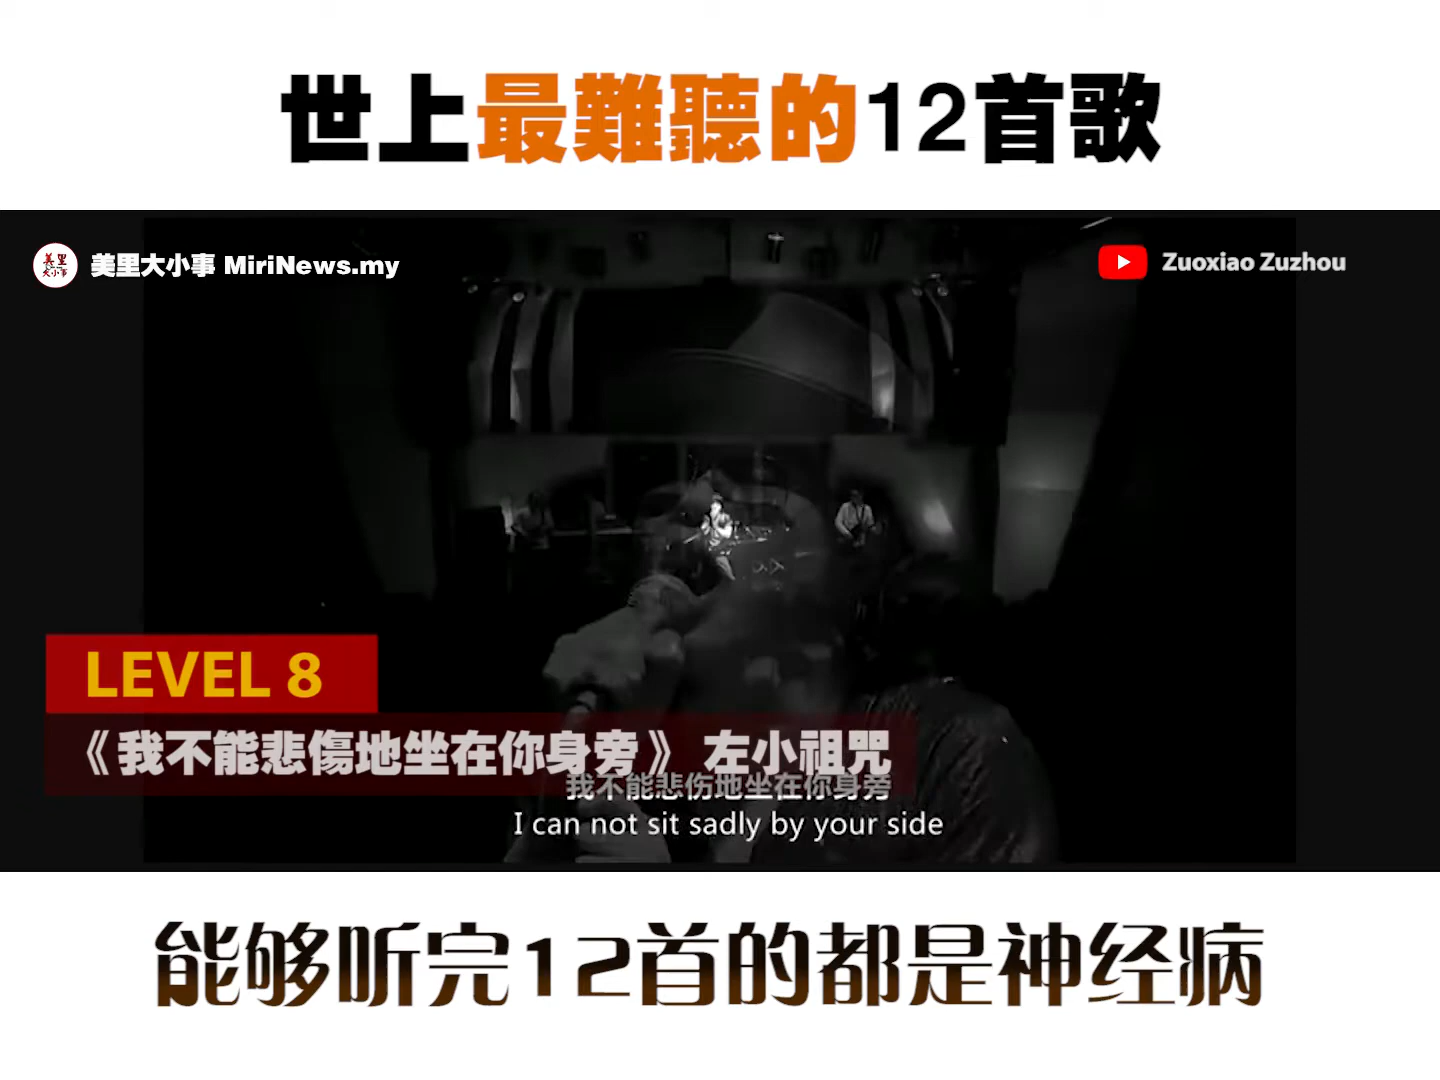 世上最難聽的12首歌
美里大小事 MiriNews.my
Zuoxiao Zuzhou
LEVEL 8
《我不能悲傷地坐在你身旁》 左小祖咒
我不能悲伤地坐在你身旁
I can not sit sadly by your side
能够听完12首的都是神经病